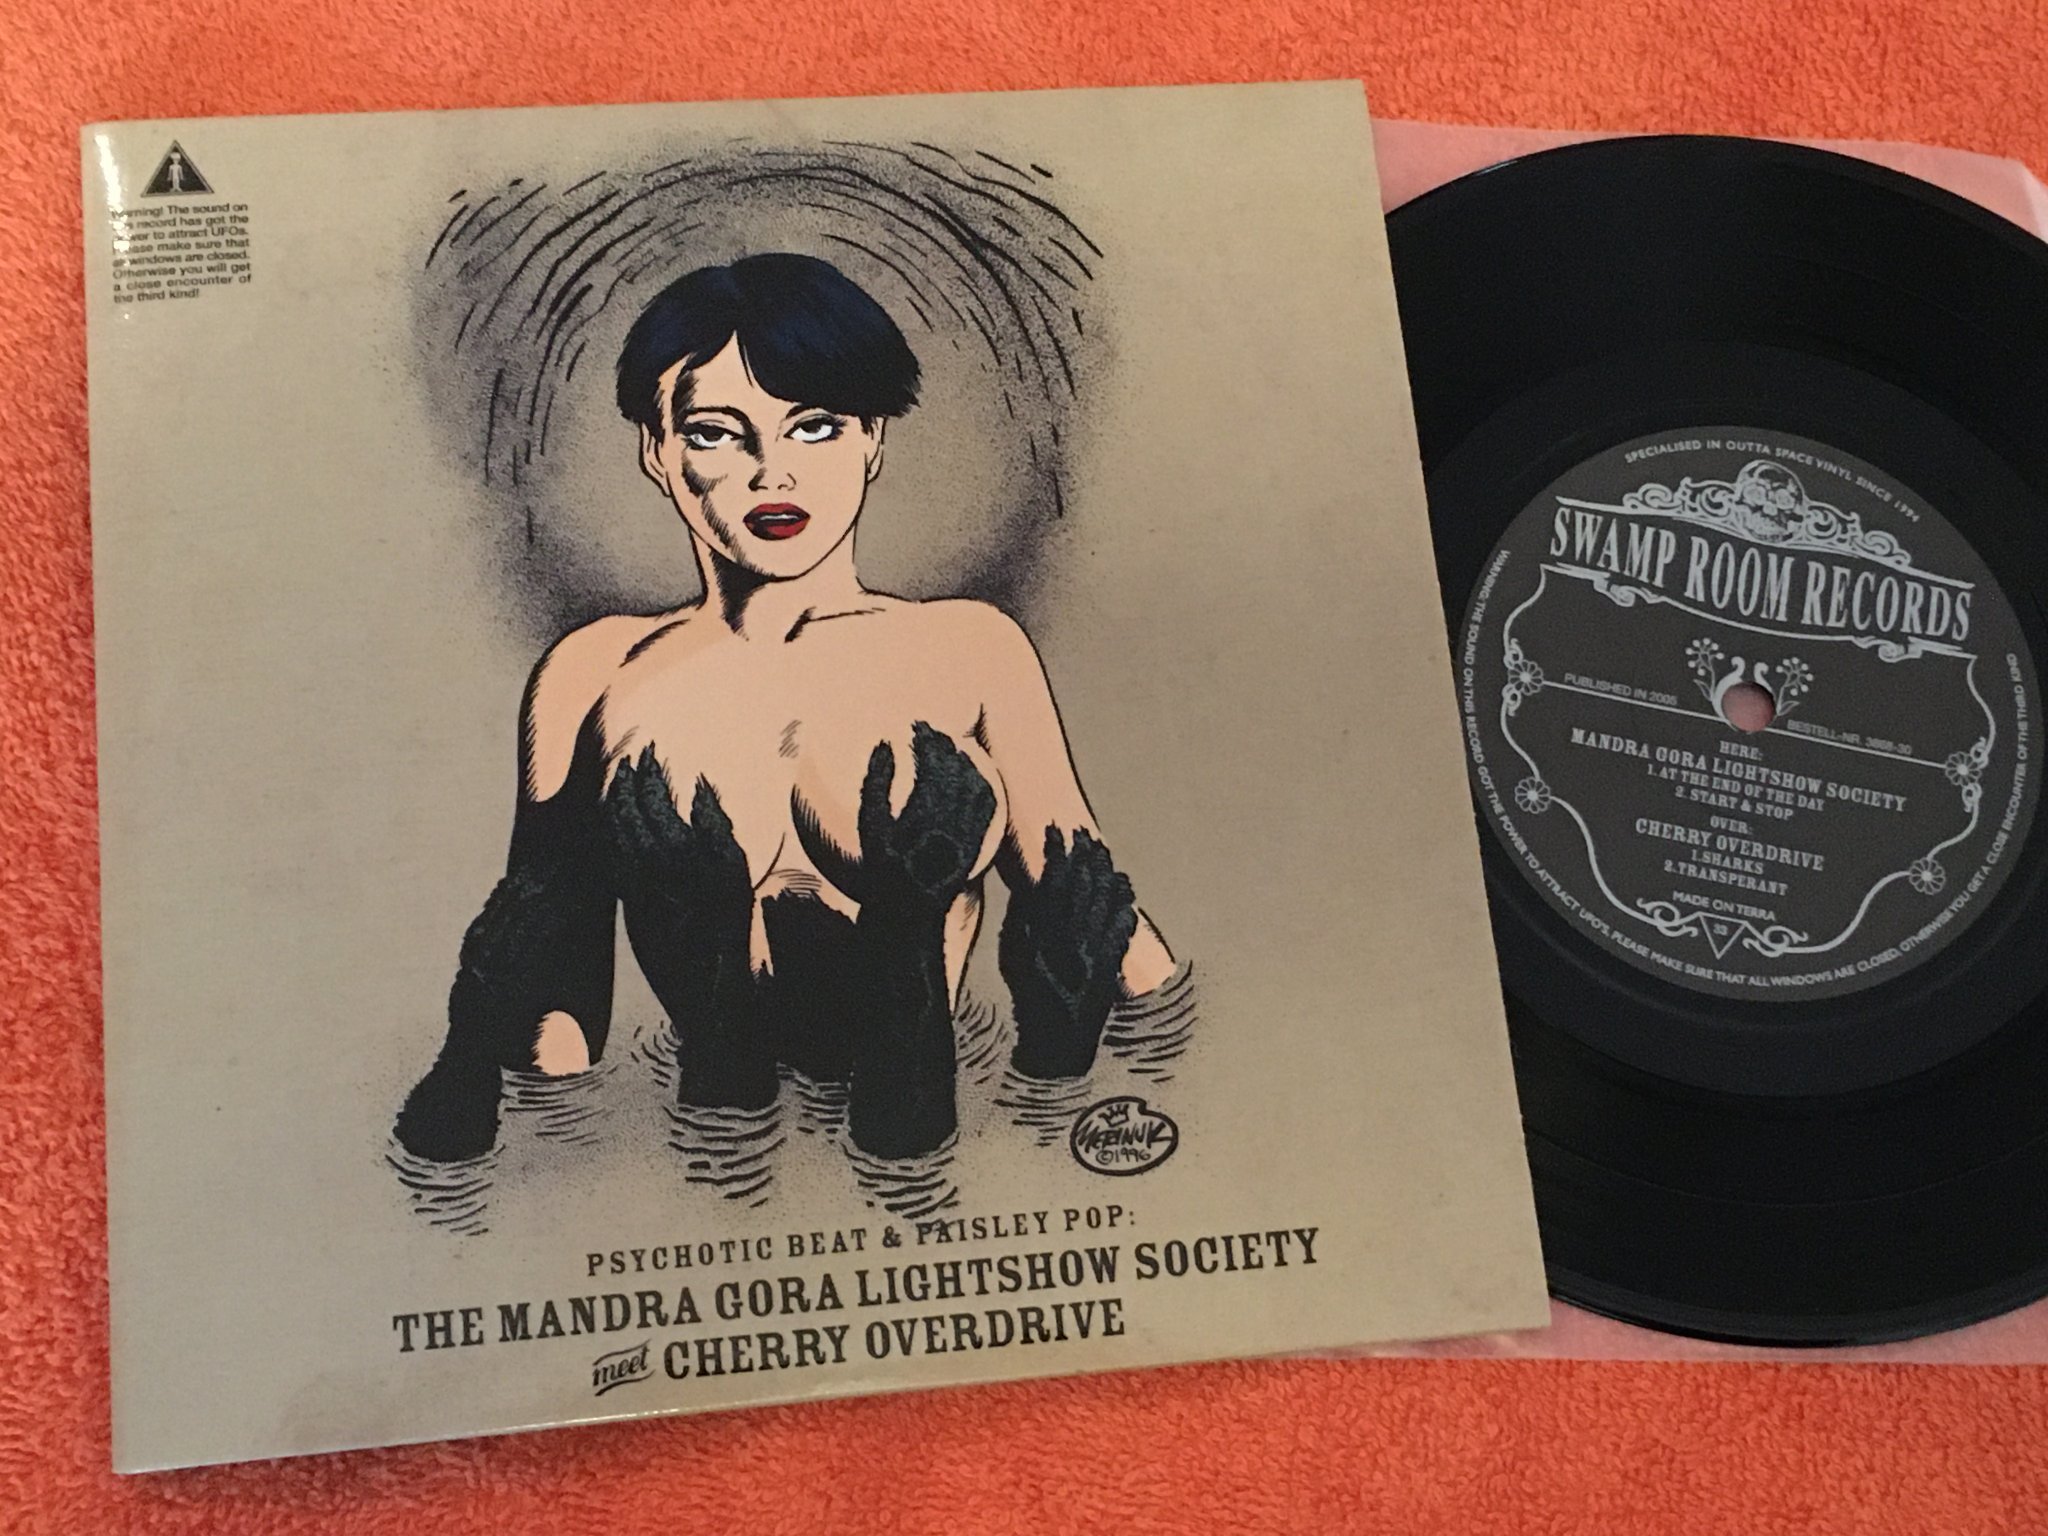 Warning! The sound on
this record has got the
power to attract UFOs.
Please make sure that
all windows are closed.
Otherwise you will get
a close encounter of
the third kind!
©1996
PSYCHOTIC BEAT & PAISLEY POP:
THE MANDRA GORA LIGHTSHOW SOCIETY
meet CHERRY OVERDRIVE
SPECIALISED IN OUTTA SPACE VINYL SINCE 1994
SWAMP ROOM RECORDS
PUBLISHED IN 2005
BESTELL-NR. 3868-30
HERE:
MANDRA GORA LIGHTSHOW SOCIETY
1. AT THE END OF THE DAY
2. START & STOP
OVER:
CHERRY OVERDRIVE
1. SHARKS
2. TRANSPERANT
MADE ON TERRA
33
WARNING: THE SOUND ON THIS RECORD GOT THE POWER TO ATTRACT UFO'S. PLEASE MAKE SURE THAT ALL WINDOWS ARE CLOSED, OTHERWISE YOU GET A CLOSE ENCOUNTER OF THE THIRD KIND